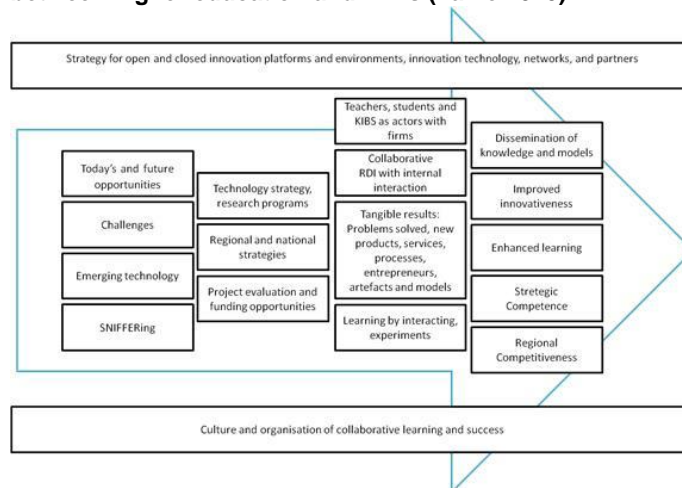 between higher education and
Strategy for open and closed innovation platforms and environments, innovation technology, networks, and partners
Today's and future
opportunities
Challenges
Emerging technology
SNIFFERing
Technology strategy,
research programs
Regional and national
strategies
Project evaluation and
funding opportunities
Teachers, students and
KIBS as actors with
firms
Collaborative
RDI with internal
interaction
Tangible results:
Problems solved, new
products, services,
processes,
entrepreneurs,
artefacts and models
Learning by interacting,
experiments
Dissemination of
knowledge and models
Improved
innovativeness
Enhanced learning
Stretegic
Competence
Regional
Competitiveness
Culture and organisation of collaborative learning and success